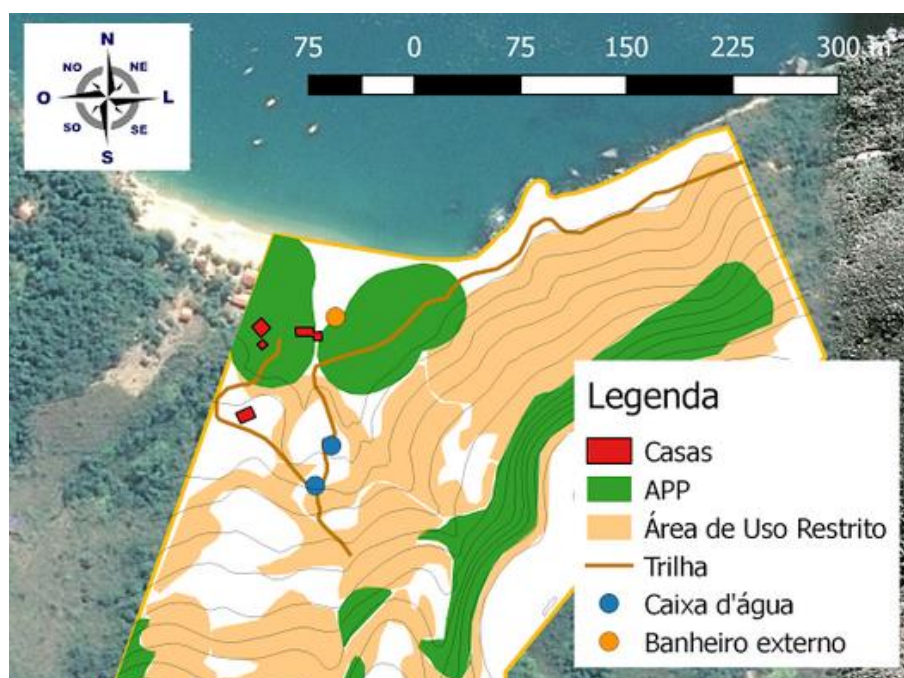 N
NO NE
O L
SO SE
S
75 0 75 150 225 300 m
Legenda
Casas
APP
Área de Uso Restrito
Trilha
Caixa d'água
Banheiro externo